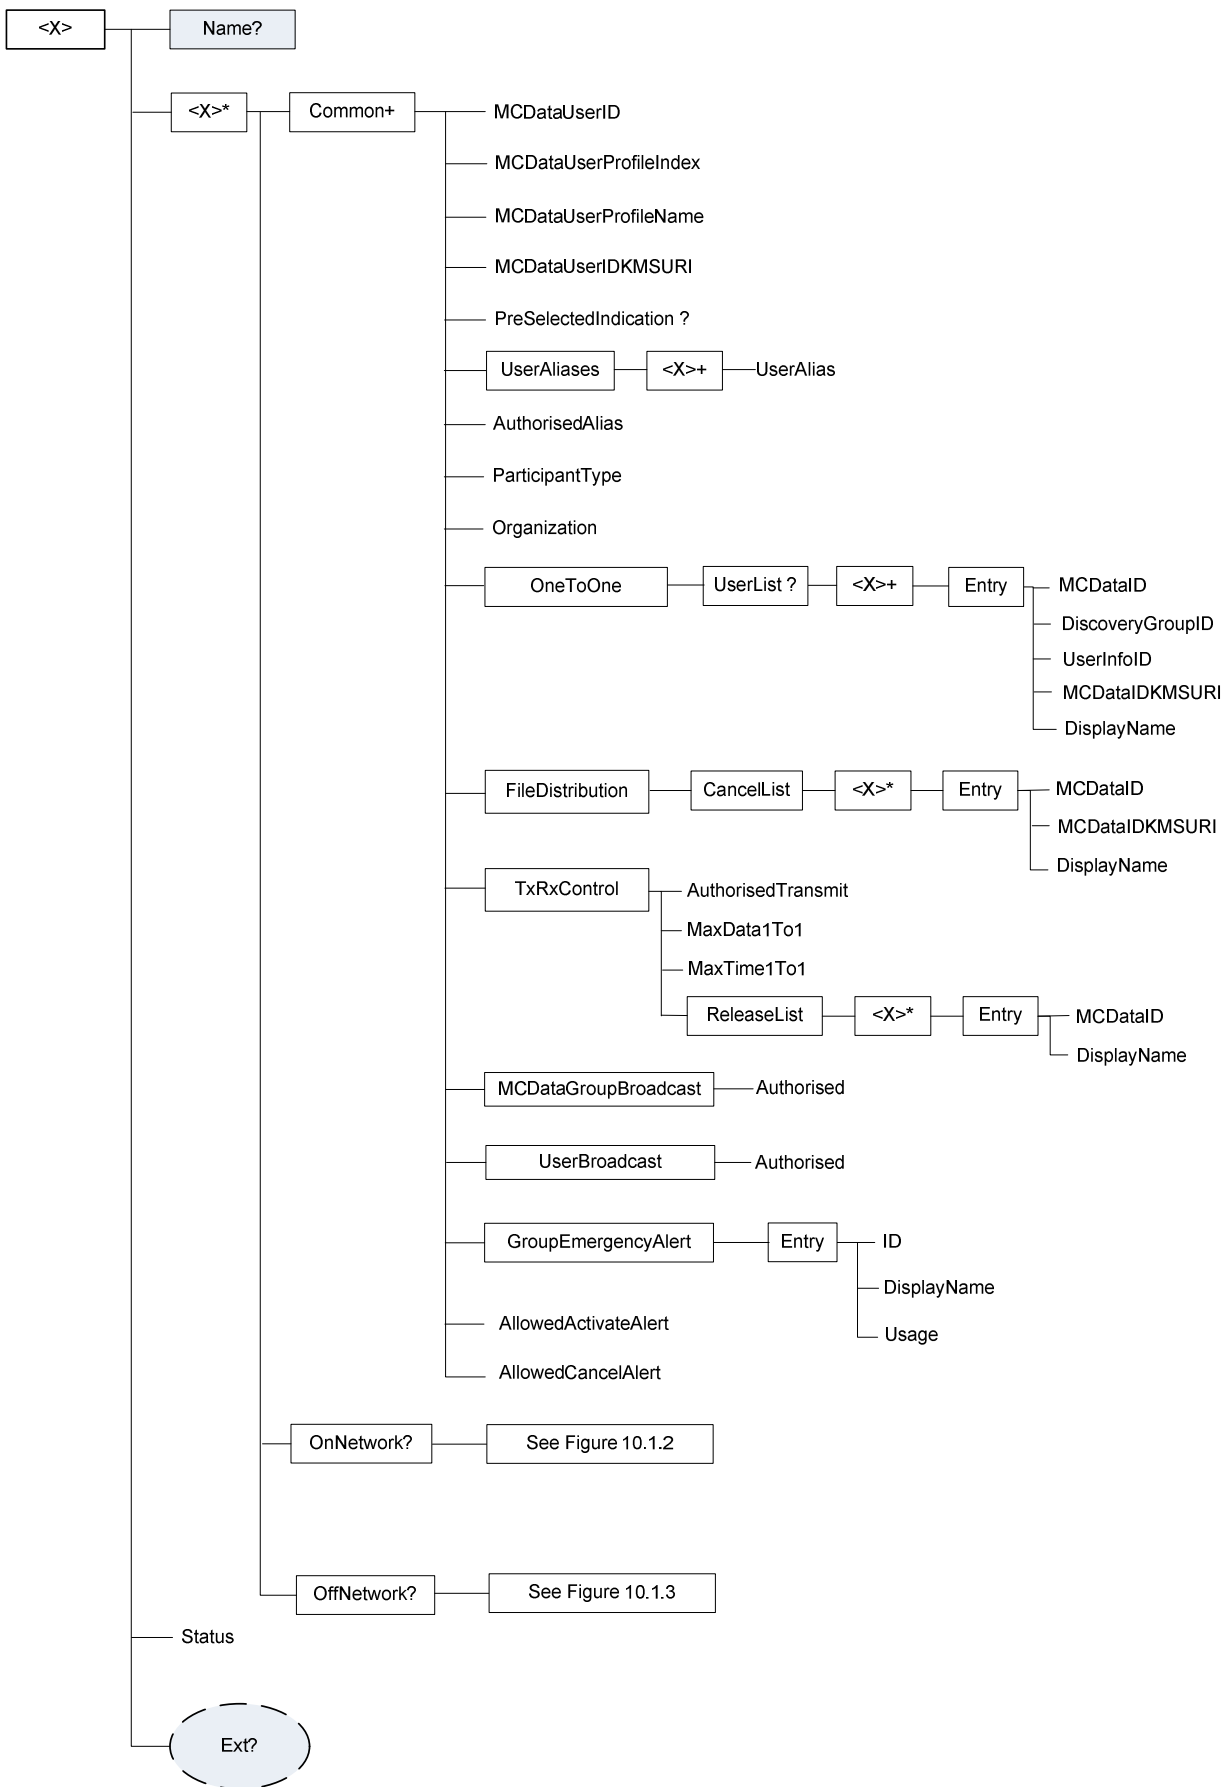 <X>
Name?
<X>*
Common+
MCDataUserID
MCDataUserProfileIndex
MCDataUserProfileName
MCDataUserIDKMSURI
PreSelectedIndication ?
UserAliases
<X>+
UserAlias
AuthorisedAlias
ParticipantType
Organization
OneToOne
UserList ?
<X>+
Entry
MCDataID
DiscoveryGroupID
UserInfoID
MCDataIDKMSURI
DisplayName
FileDistribution
CancelList
<X>*
Entry
MCDataID
MCDataIDKMSURI
DisplayName
TxRxControl
AuthorisedTransmit
MaxData1To1
MaxTime1To1
ReleaseList
<X>*
Entry
MCDataID
DisplayName
MCDataGroupBroadcast
Authorised
UserBroadcast
Authorised
GroupEmergencyAlert
Entry
ID
DisplayName
Usage
AllowedActivateAlert
AllowedCancelAlert
OnNetwork?
See Figure 10.1.2
OffNetwork?
See Figure 10.1.3
Status
Ext?